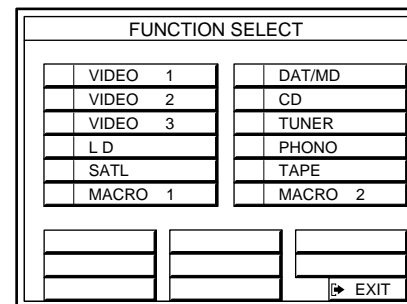 FUNCTION SELECT
VIDEO 1
VIDEO 2
VIDEO 3
L D
SATL
MACRO 1
DAT/MD
CD
TUNER
PHONO
TAPE
MACRO 2
EXIT